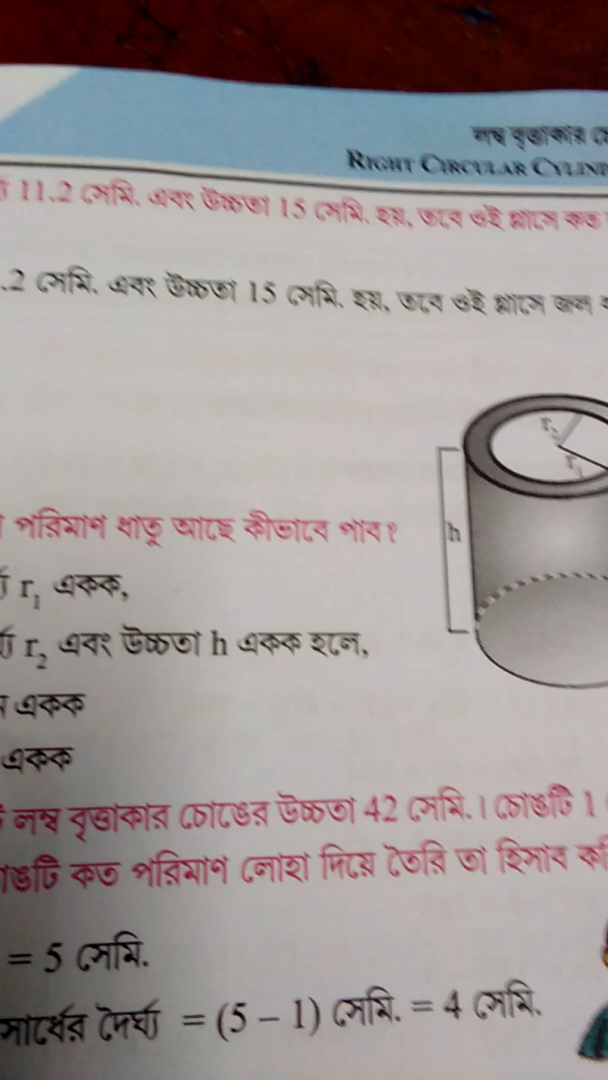 লম্ব বৃত্তাকার
RIGHT CIRCULAR
11.2 সেমি. এবং উচ্চতা 15 সেমি. হয়, তবে ওই গ্লাসে কত
.2 সেমি. এবং উচ্চতা 15 সেমি. হয়, তবে ওই গ্লাসে জল
r₂
r₁
h
পরিমাণ ধাতু আছে কীভাবে পাব?
r₁ একক,
r₂ এবং উচ্চতা h একক হলে,
একক
একক
লম্ব বৃত্তাকার চোঙের উচ্চতা 42 সেমি.। চোঙটি 1
কত পরিমাণ লোহা দিয়ে তৈরি তা হিসাব
= 5 সেমি.
সার্ধের দৈর্ঘ্য = (5 – 1) সেমি. = 4 সেমি.